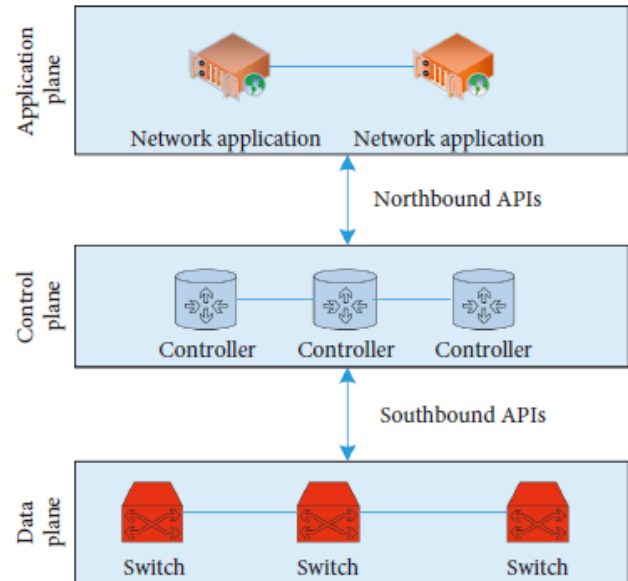 Application
plane
Network application
Network application
Northbound APIs
Control
plane
Controller
Controller
Controller
Southbound APIs
Data
plane
Switch
Switch
Switch